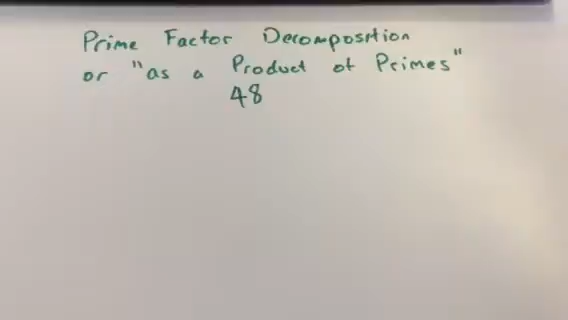 Prime Factor Decomposition
or "as a Product of Primes"
48